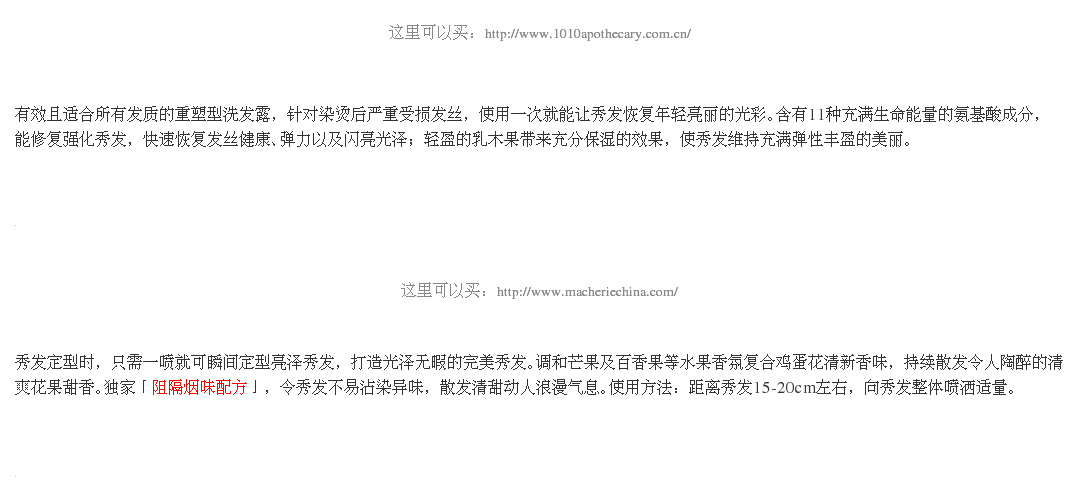 这里可以买：http://www.1010apothecary.com.cn/
有效且适合所有发质的重塑型洗发露，针对染烫后严重受损发丝，使用一次就能让秀发恢复年轻亮丽的光彩。含有11种充满生命能量的氨基酸成分，
能修复强化秀发，快速恢复发丝健康、弹力以及闪亮光泽；轻盈的乳木果带来充分保湿的效果，使秀发维持充满弹性丰盈的美丽。
这里可以买：http://www.macheriechina.com/
秀发定型时，只需一喷就可瞬间定型亮泽秀发，打造光泽无暇的完美秀发。调和芒果及百香果等水果香氛复合鸡蛋花清新香味，持续散发令人陶醉的清
爽花果甜香。独家「阻隔烟味配方」，令秀发不易沾染异味，散发清甜动人浪漫气息。使用方法：距离秀发15-20cm左右，向秀发整体喷洒适量。